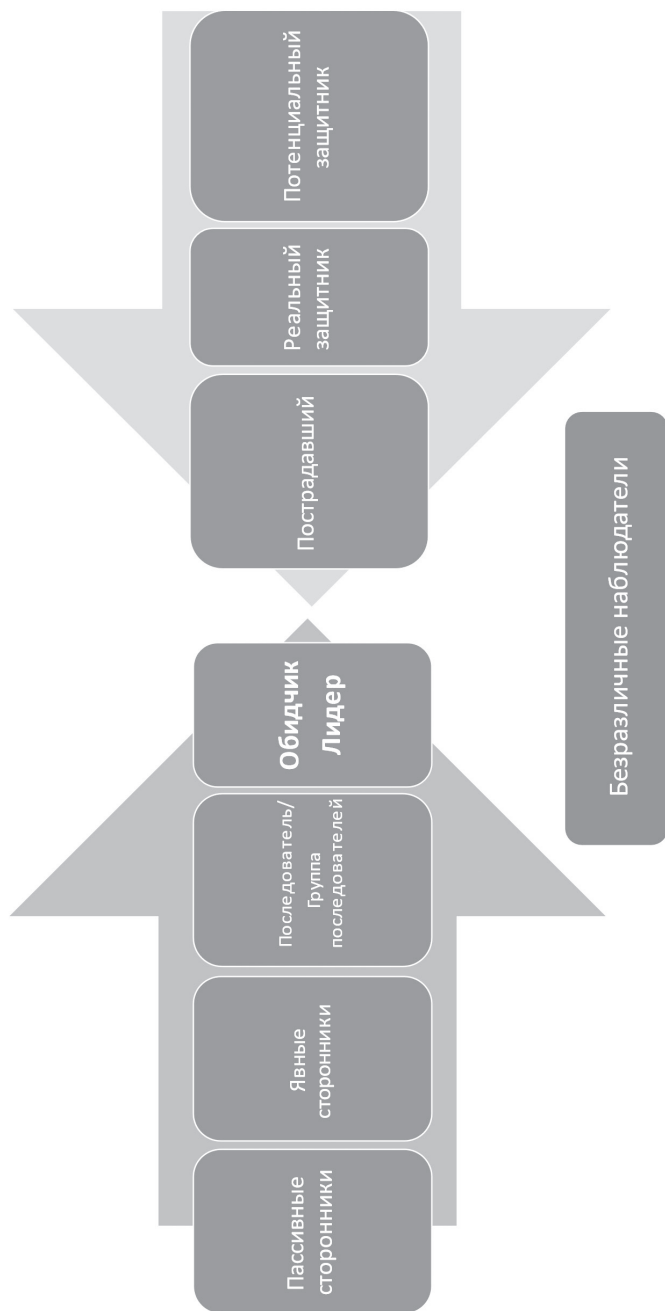 Пассивные
сторонники
Явные
сторонники
Последователь/
Группа
последователей
Обидчик
Лидер
Пострадавший
Реальный
защитник
Потенциальный
защитник
Безразличные наблюдатели